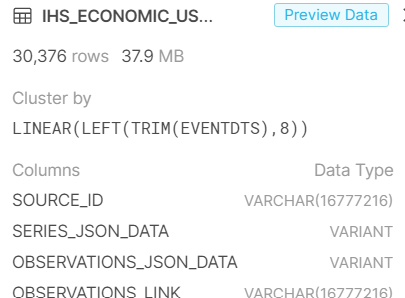 IHS_ECONOMIC_US...
Preview Data
30,376 rows 37.9 MB
Cluster by
LINEAR(LEFT(TRIM(EVENTDTS),8))
Columns Data Type
SOURCE_ID VARCHAR(16777216)
SERIES_JSON_DATA VARIANT
OBSERVATIONS_JSON_DATA VARIANT
OBSERVATIONS_LINK VARCHAR(16777216)